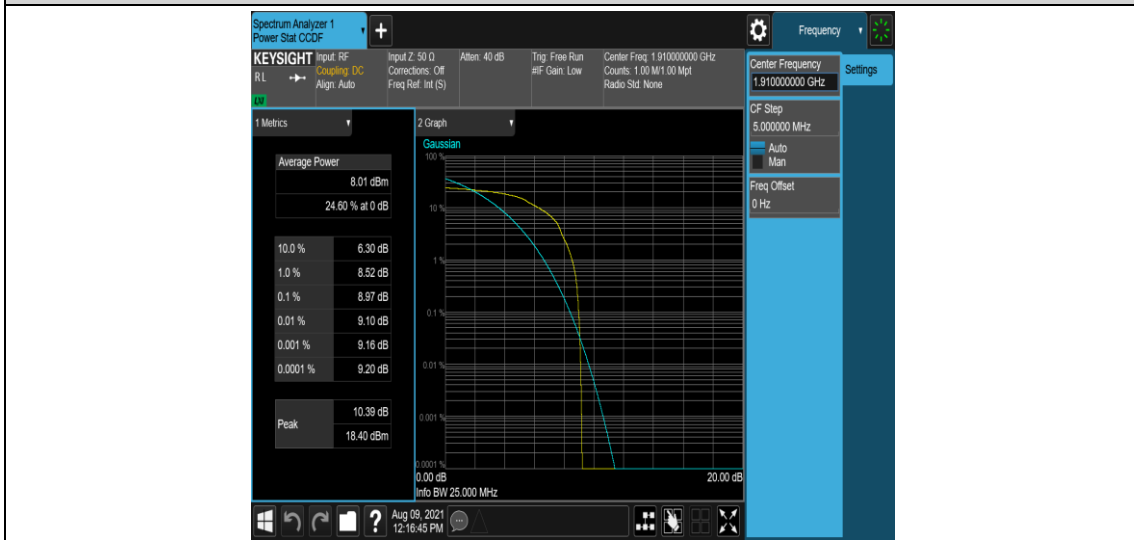 Spectrum Analyzer 1
Power Stat CCDF
+
Frequency
KEYSIGHT
RL
Input: RF
Coupling: DC
Align: Auto
Input Z: 50 Ω
Corrections: Off
Freq Ref: Int (S)
Atten: 40 dB
Trig: Free Run
#IF Gain: Low
Center Freq: 1.910000000 GHz
Counts: 1.00 M/1.00 Mpt
Radio Std: None
Center Frequency
1.910000000 GHz
Settings
CF Step
5.000000 MHz
Auto
Man
Freq Offset
0 Hz
1 Metrics
Average Power
8.01 dBm
24.60 % at 0 dB
10.0 % 6.30 dB
1.0 % 8.52 dB
0.1 % 8.97 dB
0.01 % 9.10 dB
0.001 % 9.16 dB
0.0001 % 9.20 dB
Peak
10.39 dB
18.40 dBm
2 Graph
Gaussian
100 %
10 %
1 %
0.1 %
0.01 %
0.001 %
0.0001 %
0.00 dB 20.00 dB
Info BW 25.000 MHz
?
Aug 09, 2021
12:16:45 PM